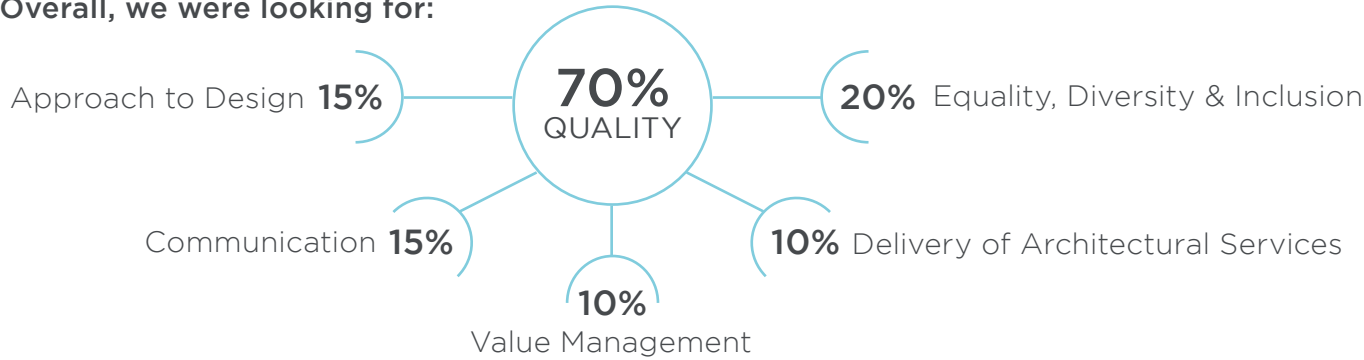 Overall, we were looking for:
70%
QUALITY
Approach to Design 15%
20% Equality, Diversity & Inclusion
Communication 15%
10% Delivery of Architectural Services
10%
Value Management